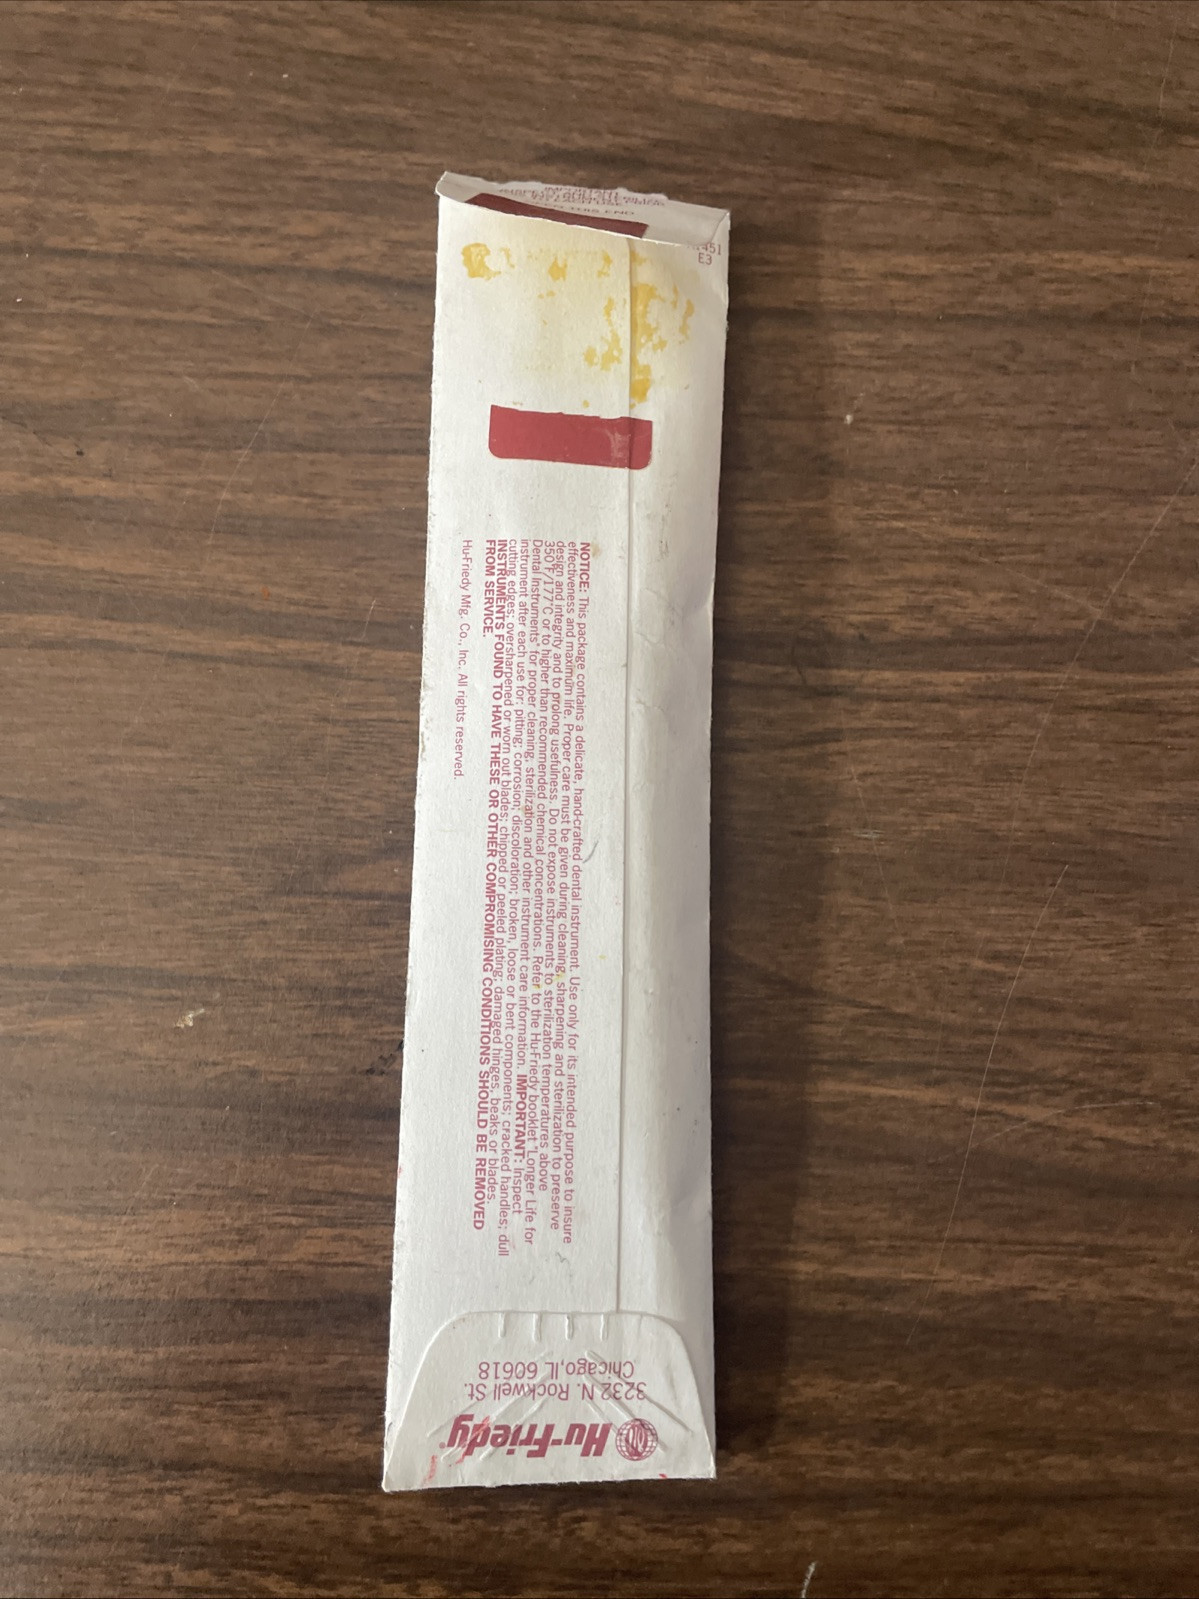 OPEN THIS END
1451
E3
NOTICE: This package contains a delicate, hand-crafted dental instrument. Use only for its intended purpose to insure
effectiveness and maximum life. Proper care must be given during cleaning, sharpening and sterilization to preserve
design and integrity and to prolong usefulness. Do not expose instruments to sterilization temperatures above
350°F/177°C or to higher than recommended chemical concentrations. Refer to the Hu-Friedy booklet "Longer Life for
Dental Instruments" for proper cleaning, sterilization and other instrument care information. IMPORTANT: Inspect
instrument after each use for: pitting; corrosion; discoloration; broken, loose or bent components; cracked handles; dull
cutting edges; oversharpened or worn out blades; chipped or peeled plating; damaged hinges, beaks or blades.
INSTRUMENTS FOUND TO HAVE THESE OR OTHER COMPROMISING CONDITIONS SHOULD BE REMOVED
FROM SERVICE.
Hu-Friedy Mfg. Co., Inc. All rights reserved.
Hu-Friedy
3232 N. Rockwell St.
Chicago, IL 60618